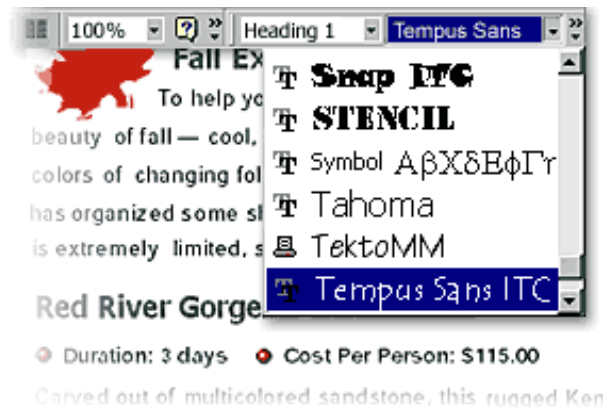 100% Heading 1 Tempus Sans
Fall Ex
To help yo
beauty of fall — cool,
colors of changing fol
has organized some sl
is extremely limited, s
Snap ITC
STENCIL
Symbol ΑβΧδΕφΓγ
Tahoma
TektoMM
Tempus Sans ITC
Red River Gorge
Duration: 3 days Cost Per Person: $115.00
Carved out of multicolored sandstone, this rugged Ken